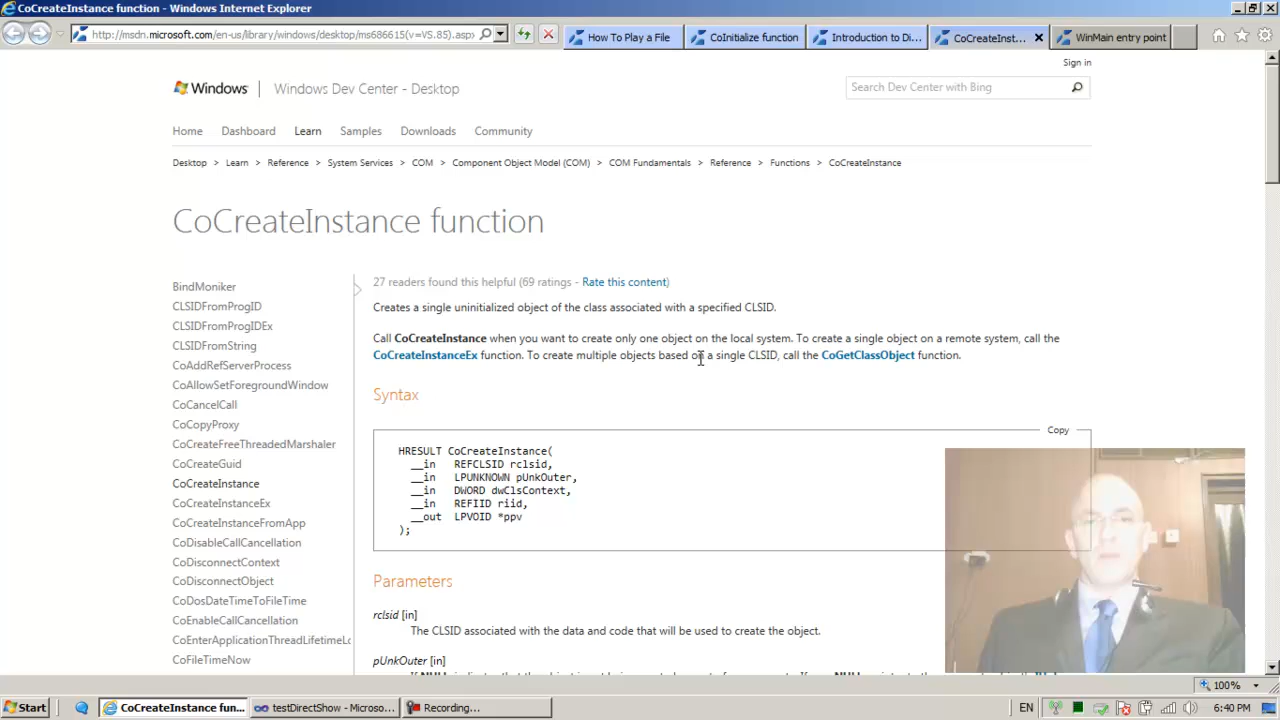 CoCreateInstance function - Windows Internet Explorer
http://msdn.microsoft.com/en-us/library/windows/desktop/ms686615(v=VS.85).aspx
How To Play a File
CoInitialize function
Introduction to Di...
CoCreateInst...
WinMain entry point
Sign in
Windows
Windows Dev Center - Desktop
Search Dev Center with Bing
Home Dashboard Learn Samples Downloads Community
Desktop > Learn > Reference > System Services > COM > Component Object Model (COM) > COM Fundamentals > Reference > Functions > CoCreateInstance
CoCreateInstance function
BindMoniker
CLSIDFromProgID
CLSIDFromProgIDEx
CLSIDFromString
CoAddRefServerProcess
CoAllowSetForegroundWindow
CoCancelCall
CoCopyProxy
CoCreateFreeThreadedMarshaler
CoCreateGuid
CoCreateInstance
CoCreateInstanceEx
CoCreateInstanceFromApp
CoDisableCallCancellation
CoDisconnectContext
CoDisconnectObject
CoDosDateTimeToFileTime
CoEnableCallCancellation
CoEnterApplicationThreadLifetimeLo
CoFileTimeNow
27 readers found this helpful (69 ratings - Rate this content)
Creates a single uninitialized object of the class associated with a specified CLSID.
Call CoCreateInstance when you want to create only one object on the local system. To create a single object on a remote system, call the
CoCreateInstanceEx function. To create multiple objects based on a single CLSID, call the CoGetClassObject function.
Syntax
Copy
HRESULT CoCreateInstance(
__in REFCLSID rclsid,
__in LPUNKNOWN pUnkOuter,
__in DWORD dwClsContext,
__in REFIID riid,
__out LPVOID *ppv
);
Parameters
rclsid [in]
The CLSID associated with the data and code that will be used to create the object.
pUnkOuter [in]
100%
Start
CoCreateInstance fun...
testDirectShow - Microso...
Recording...
EN
6:40 PM